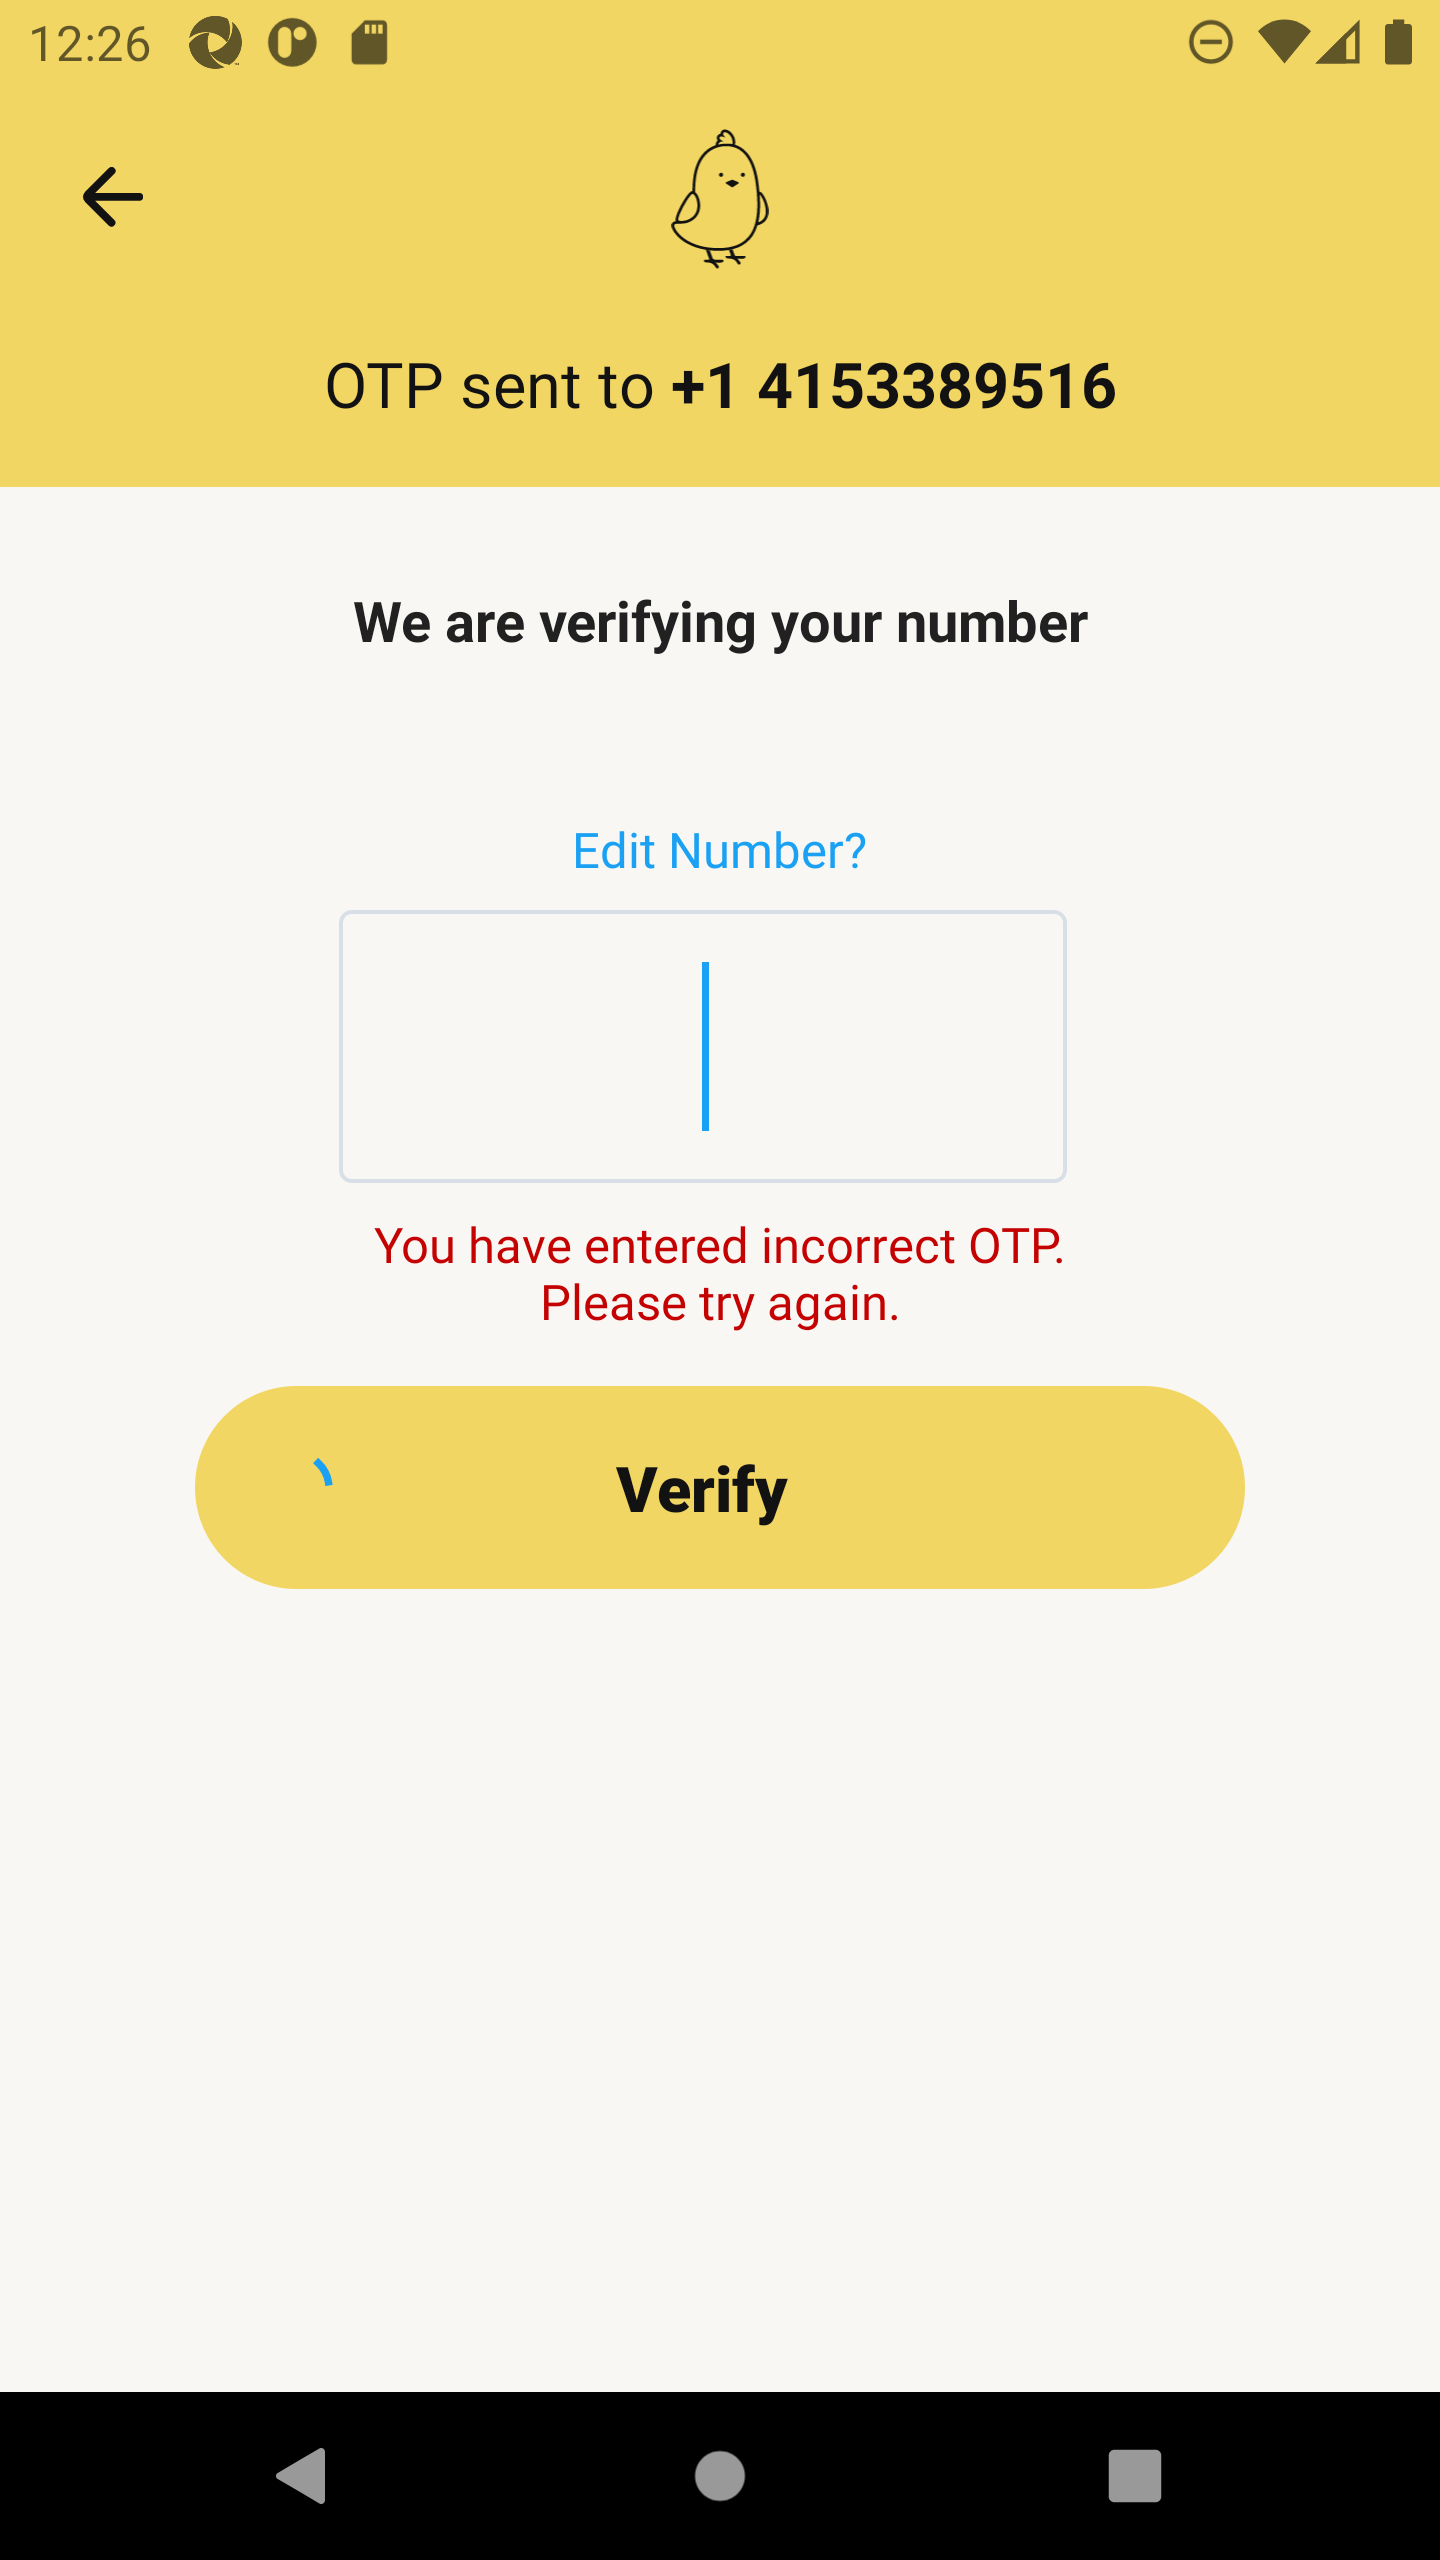 12:26
OTP sent to +1 4153389516
We are verifying your number
Edit Number?
You have entered incorrect OTP.
Please try again.
Verify